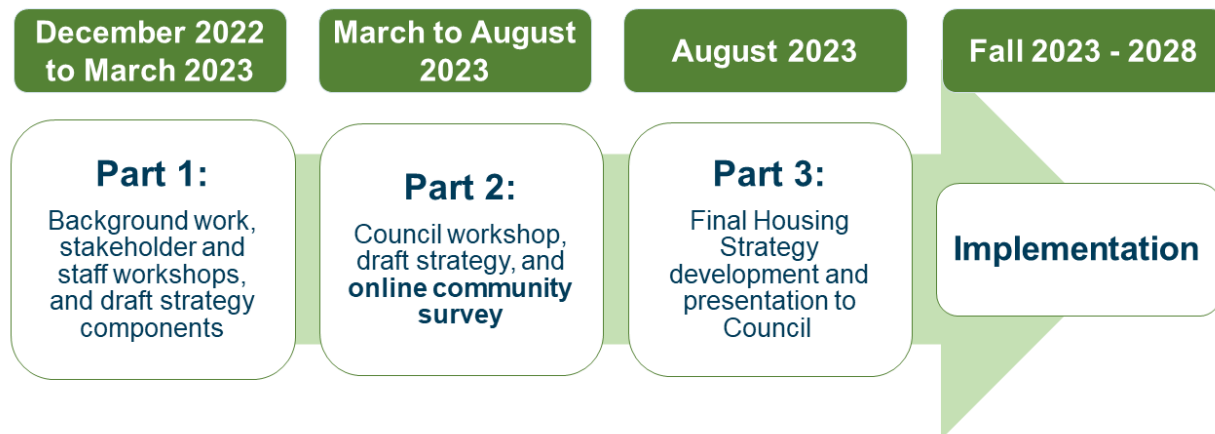 December 2022
to March 2023
March to August
2023
August 2023
Fall 2023 - 2028
Part 1:
Background work,
stakeholder and
staff workshops,
and draft strategy
components
Part 2:
Council workshop,
draft strategy, and
online community
survey
Part 3:
Final Housing
Strategy
development and
presentation to
Council
Implementation